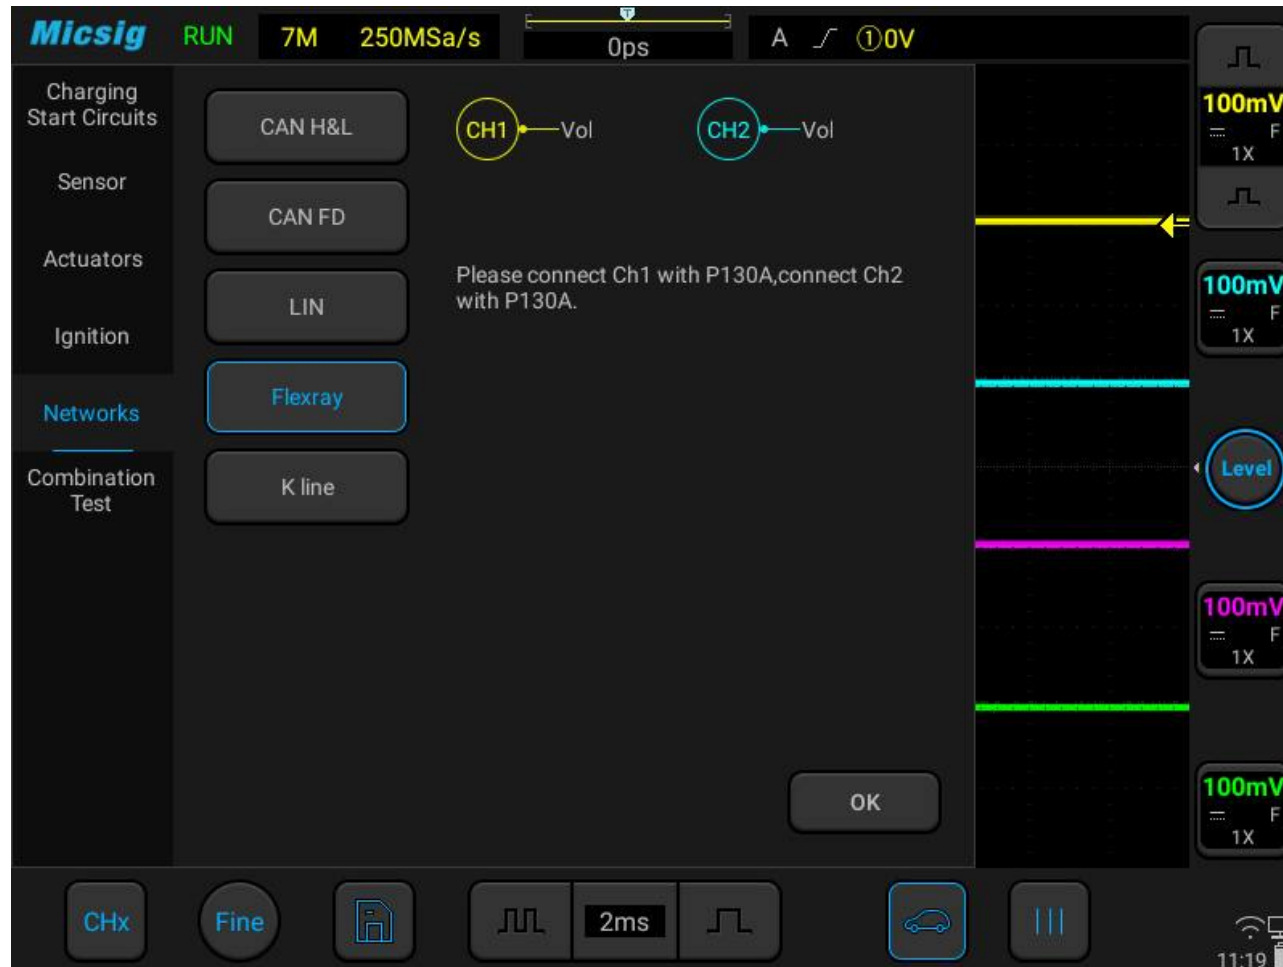 Micsig RUN 7M 250MSa/s 0ps A ①0V
Charging
Start Circuits
Sensor
Actuators
Ignition
Networks
Combination
Test
CAN H&L
CAN FD
LIN
Flexray
K line
CH1 Vol CH2 Vol
Please connect Ch1 with P130A,connect Ch2
with P130A.
OK
100mV
F
1X
100mV
F
1X
Level
100mV
F
1X
100mV
F
1X
CHx Fine 2ms
11:19